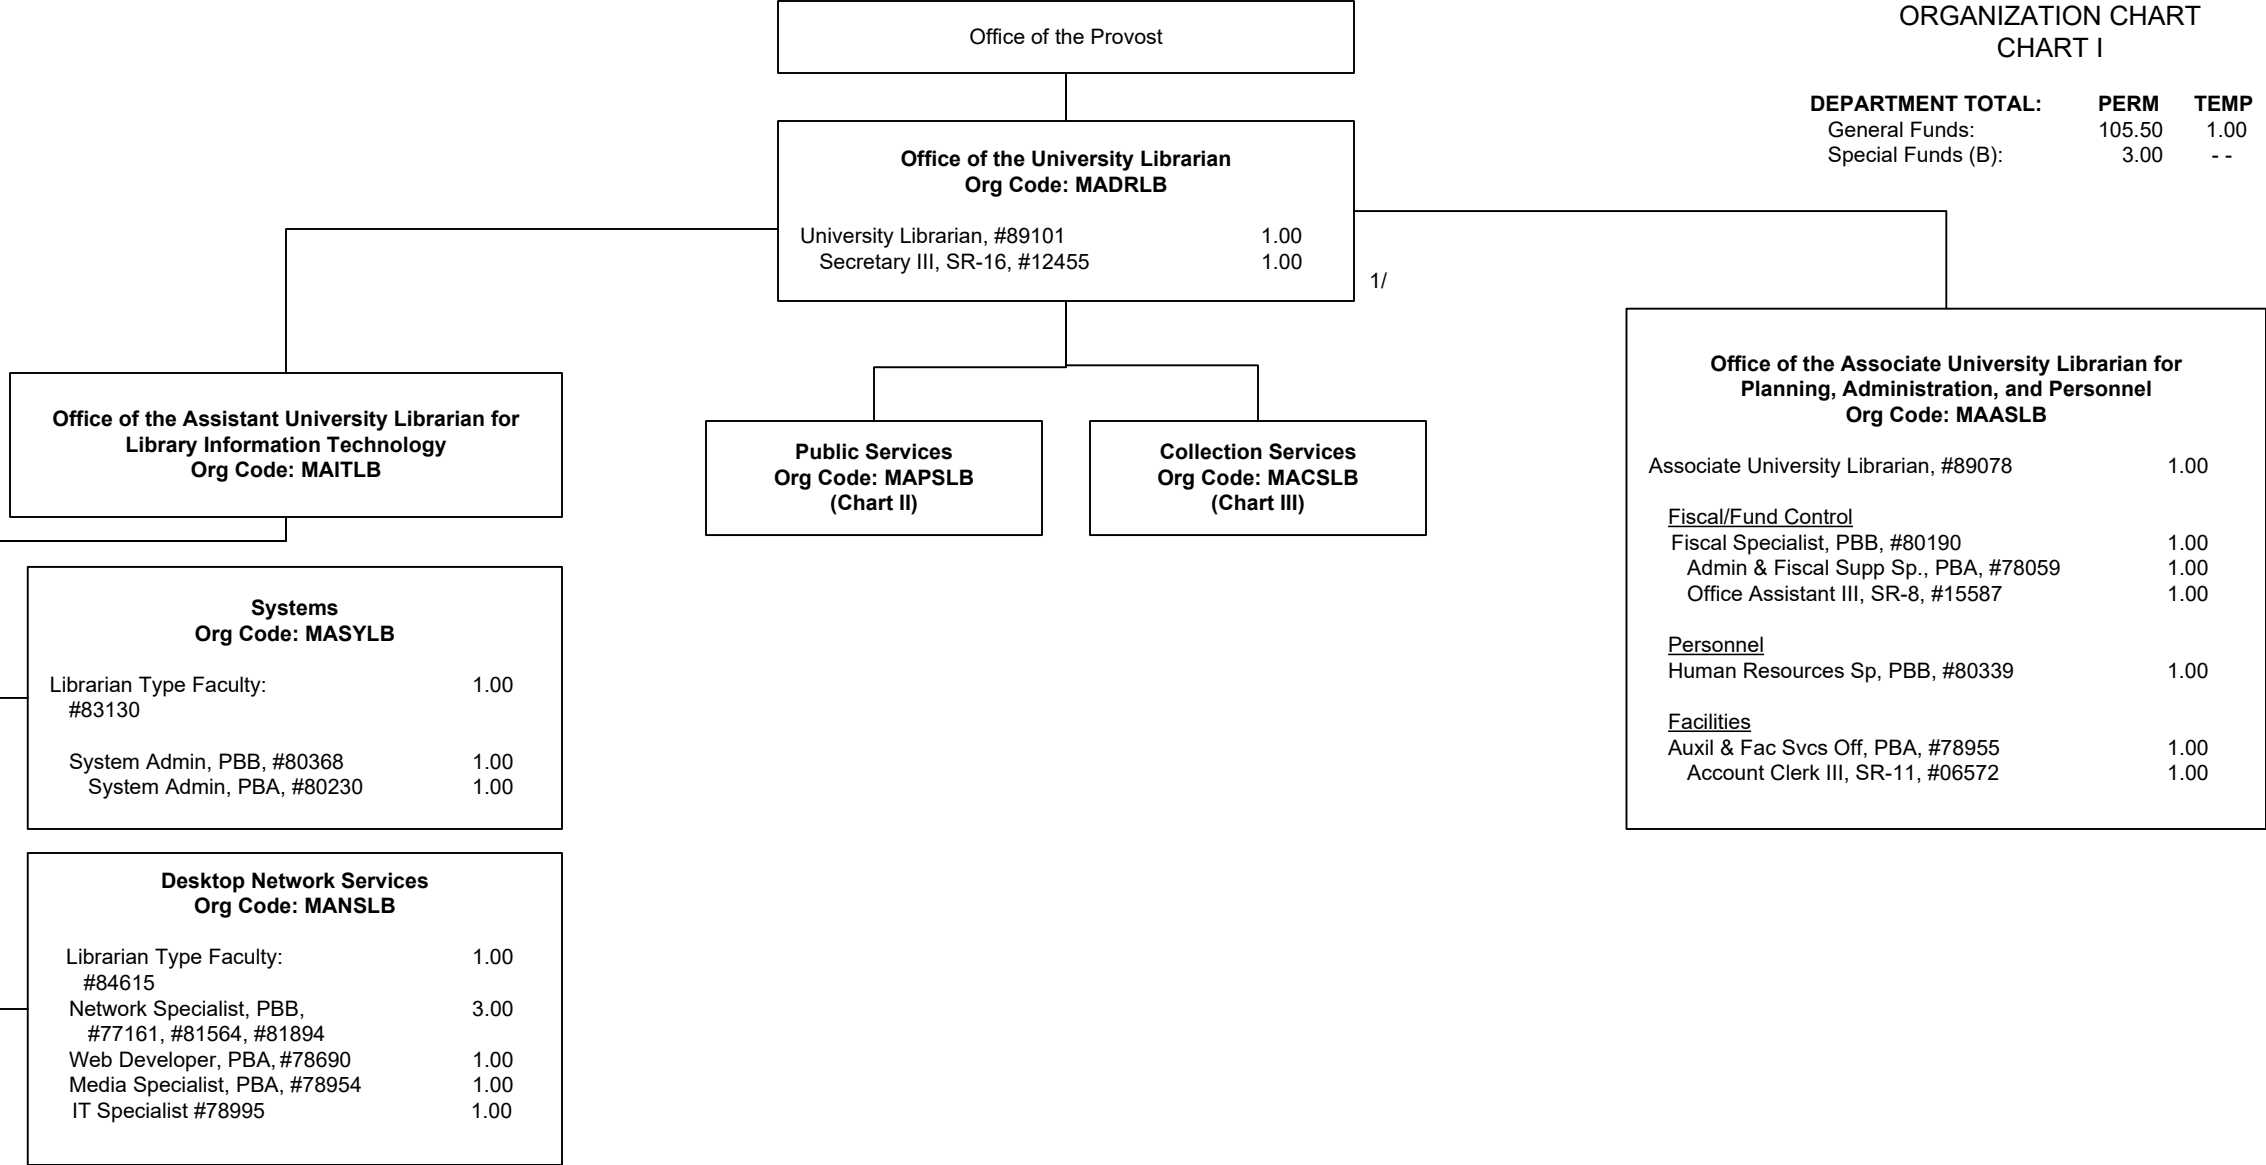 ORGANIZATION CHART
CHART I
DEPARTMENT TOTAL: PERM TEMP
General Funds: 105.50 1.00
Special Funds (B): 3.00 - -
Office of the Provost
Office of the University Librarian
Org Code: MADRLB
University Librarian, #89101 1.00
Secretary III, SR-16, #12455 1.00
1/
Office of the Assistant University Librarian for
Library Information Technology
Org Code: MAITLB
Systems
Org Code: MASYLB
Librarian Type Faculty: 1.00
#83130
System Admin, PBB, #80368 1.00
System Admin, PBA, #80230 1.00
Desktop Network Services
Org Code: MANSLB
Librarian Type Faculty: 1.00
#84615
Network Specialist, PBB, 3.00
#77161, #81564, #81894
Web Developer, PBA, #78690 1.00
Media Specialist, PBA, #78954 1.00
IT Specialist #78995 1.00
Public Services
Org Code: MAPSLB
(Chart II)
Collection Services
Org Code: MACSLB
(Chart III)
Office of the Associate University Librarian for
Planning, Administration, and Personnel
Org Code: MAASLB
Associate University Librarian, #89078 1.00
Fiscal/Fund Control
Fiscal Specialist, PBB, #80190 1.00
Admin & Fiscal Supp Sp., PBA, #78059 1.00
Office Assistant III, SR-8, #15587 1.00
Personnel
Human Resources Sp, PBB, #80339 1.00
Facilities
Auxil & Fac Svcs Off, PBA, #78955 1.00
Account Clerk III, SR-11, #06572 1.00